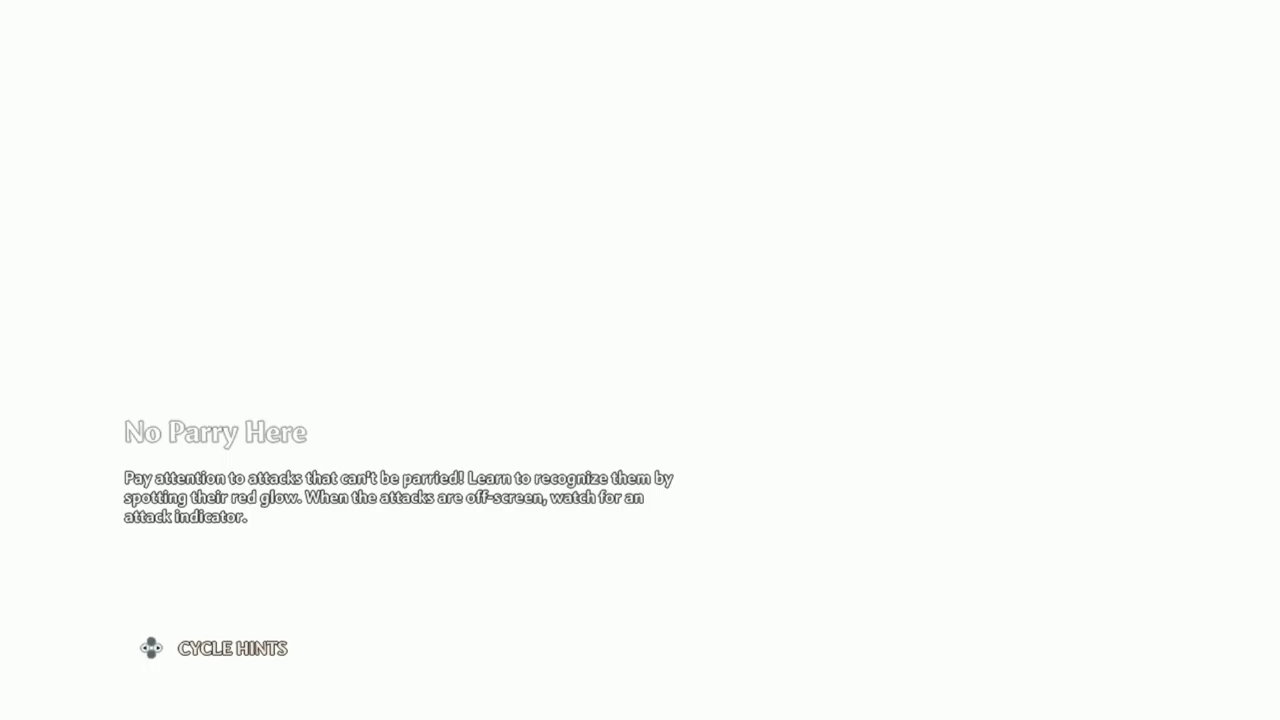 No Parry Here
Pay attention to attacks that can't be parried! Learn to recognize them by
spotting their red glow. When the attacks are off-screen, watch for an
attack indicator.
CYCLE HINTS